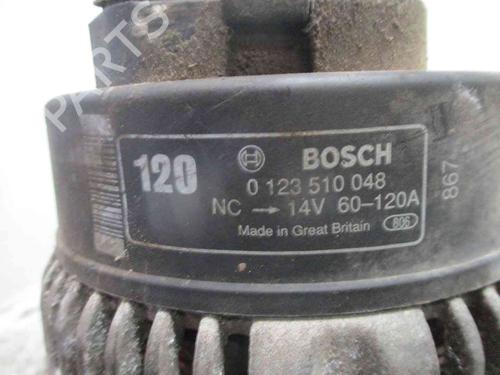 120
BOSCH
0 123 510 048
NC → 14V 60-120A
Made in Great Britain 806
867
PARTS